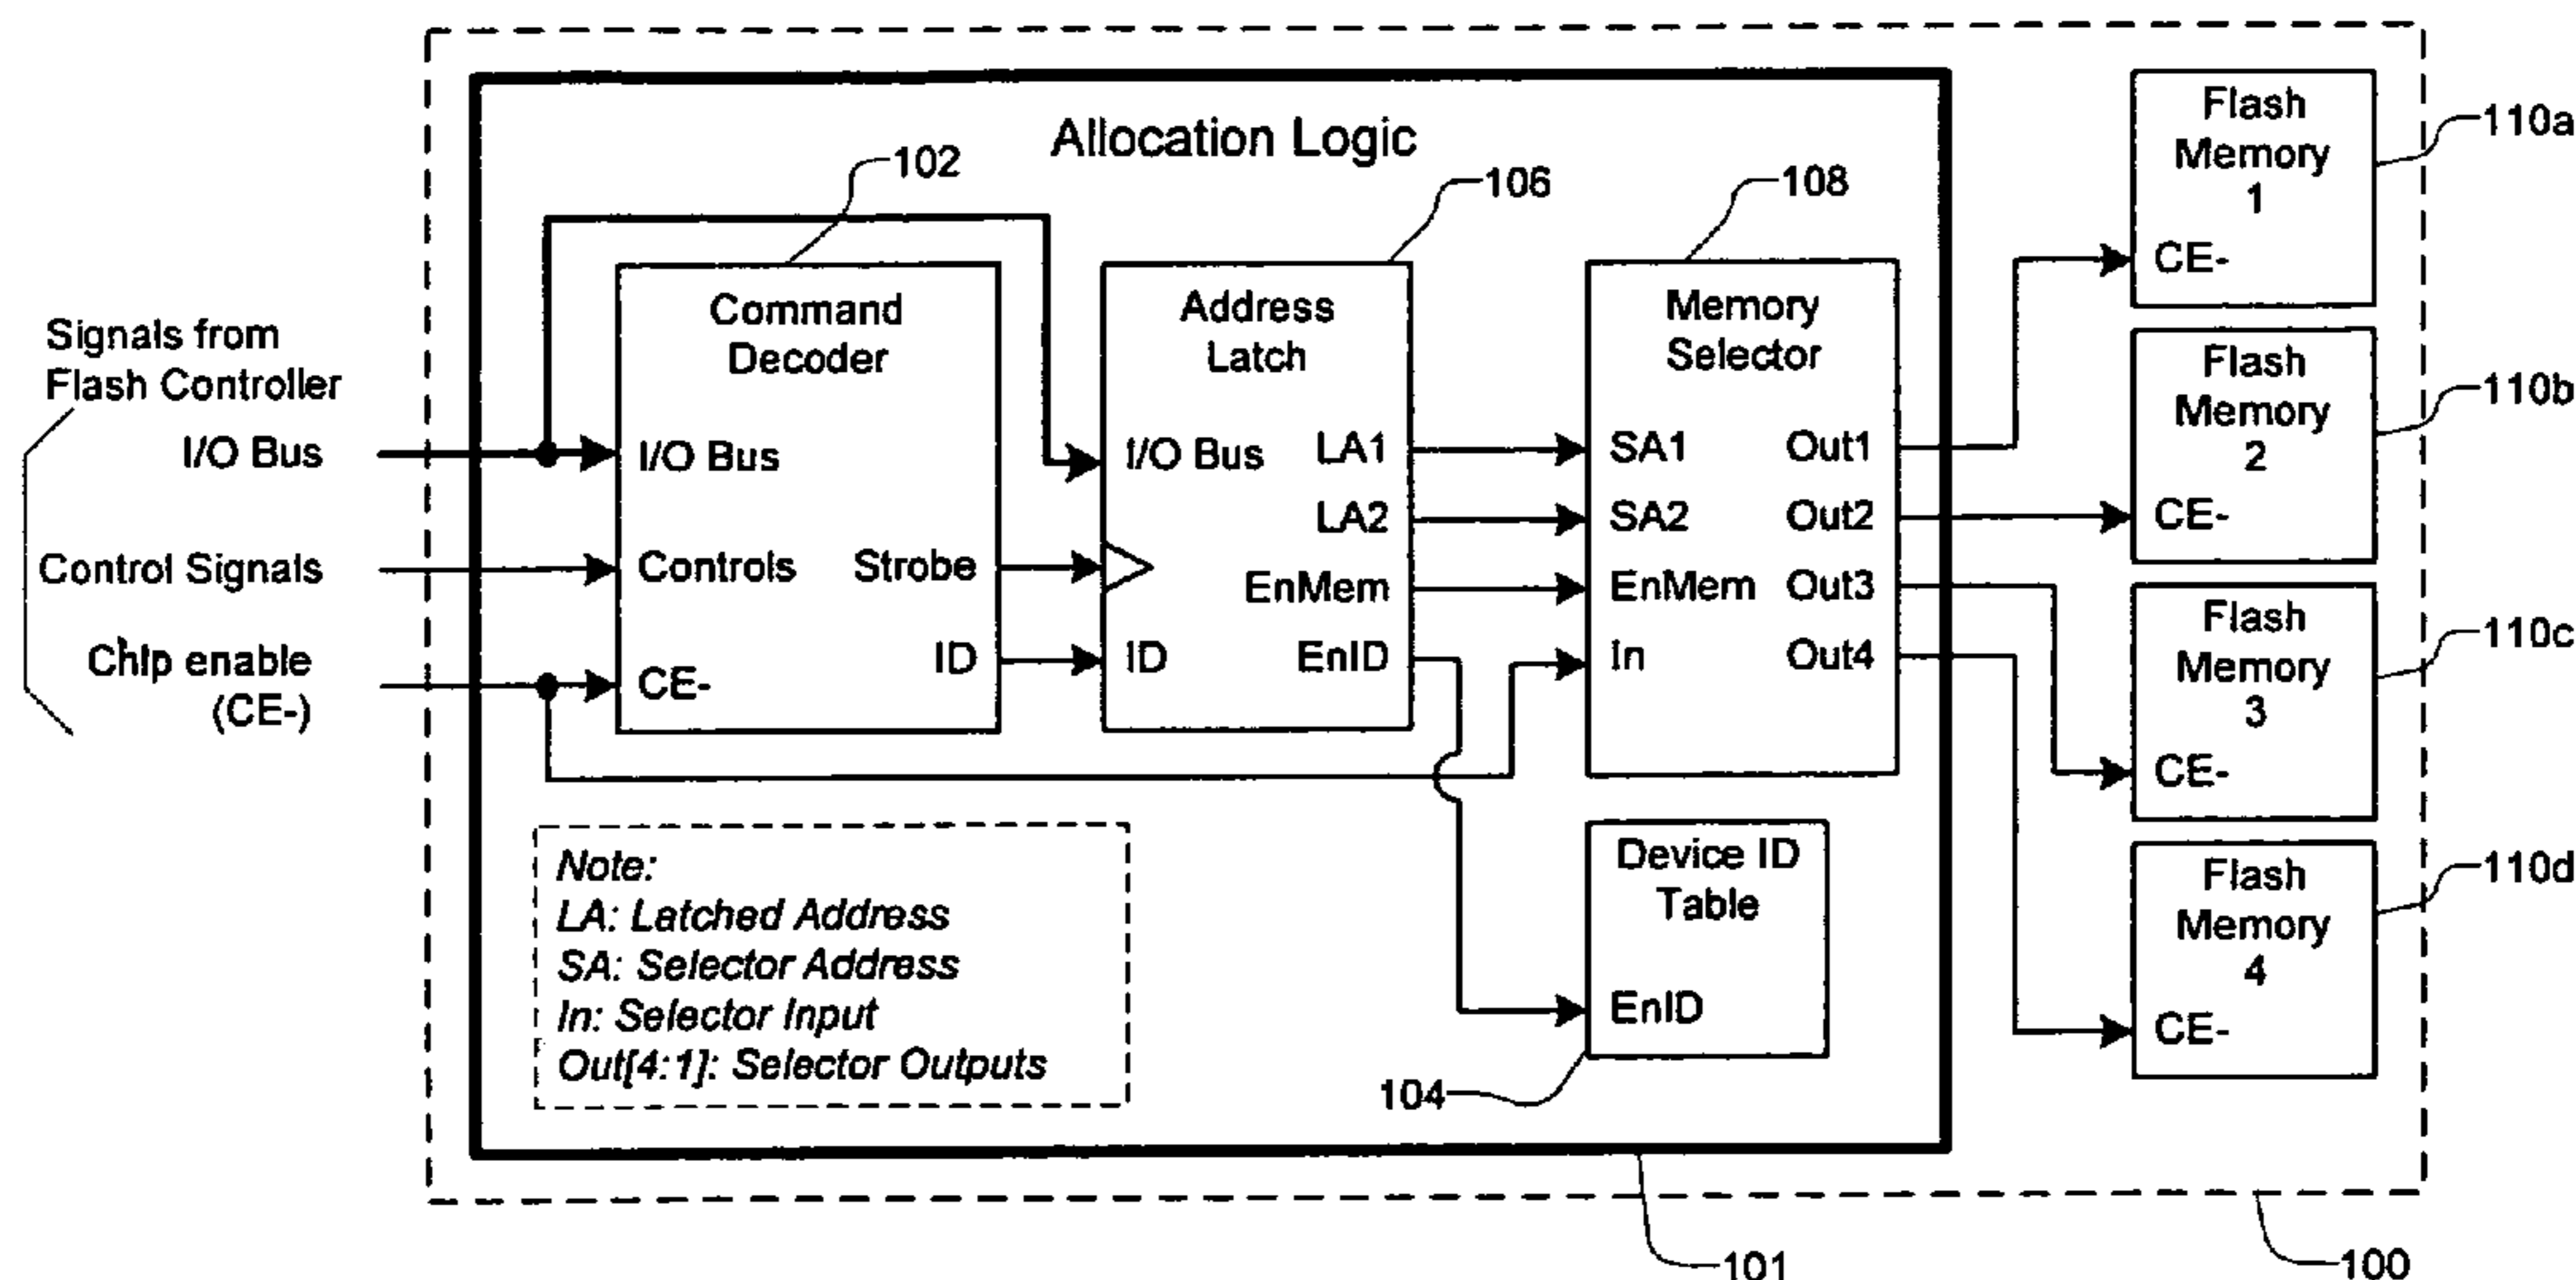 Allocation Logic
Signals from
Flash Controller
I/O Bus
Control Signals
Chip enable
(CE-)
102
Command
Decoder
I/O Bus
Controls
Strobe
ID
CE-
106
Address
Latch
I/O Bus
LA1
LA2
EnMem
ID
EnID
108
Memory
Selector
SA1
Out1
SA2
Out2
EnMem
Out3
In
Out4
Device ID
Table
EnID
104
Note:
LA: Latched Address
SA: Selector Address
In: Selector Input
Out[4:1]: Selector Outputs
Flash
Memory
1
CE-
110a
Flash
Memory
2
CE-
110b
Flash
Memory
3
CE-
110c
Flash
Memory
4
CE-
110d
101
100